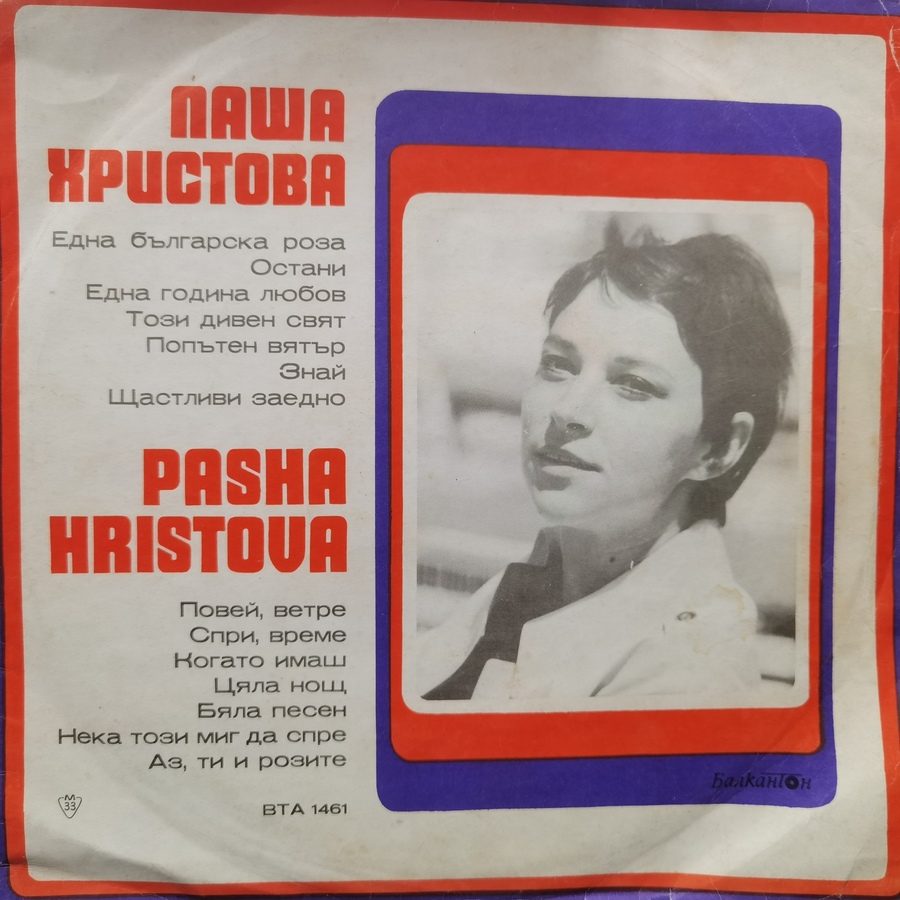 ПАША
ХРИСТОВА
Една българска роза
Остани
Една година любов
Този дивен свят
Попътен вятър
Знай
Щастливи заедно
PASHA
HRISTOVA
Повей, ветре
Спри, време
Когато имаш
Цяла нощ
Бяла песен
Нека този миг да спре
Аз, ти и розите
М
33
ВТА 1461
Балкантон